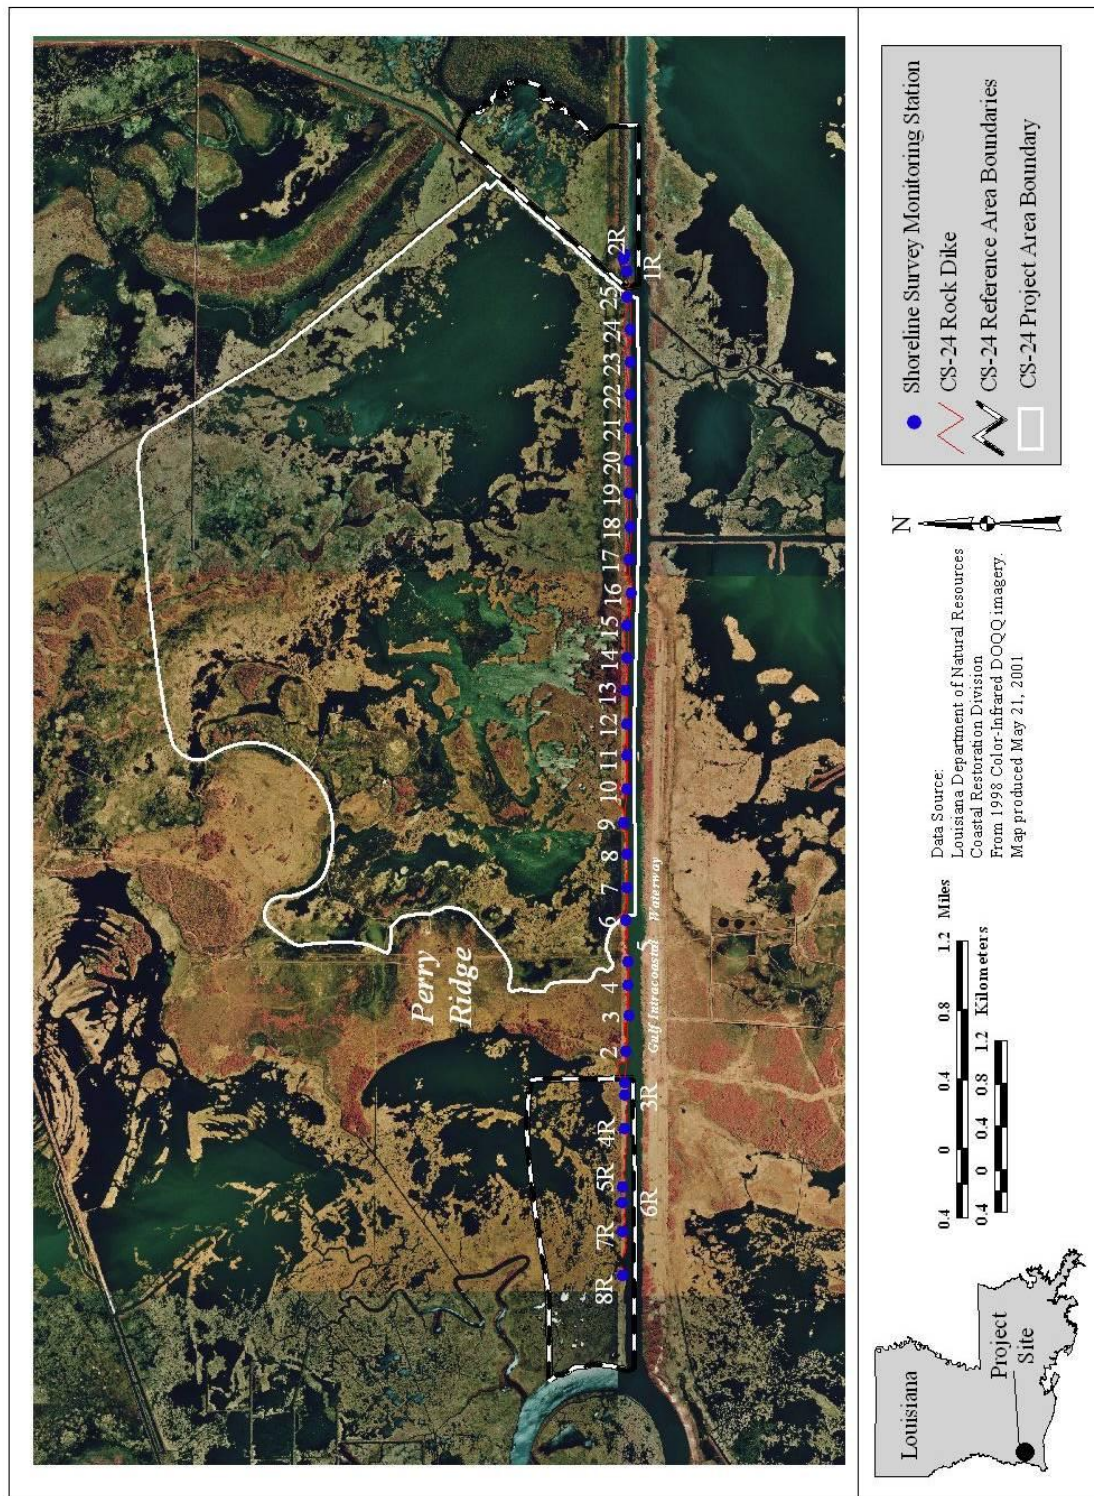 Perry
Ridge
8R 7R 5R 4R 2 3 4 6 7 8 9 10 11 12 13 14 15 16 17 18 19 20 21 22 23 24 25 2R
6R 3R Gulf Intracoastal 5 Waterway 1R
Louisiana
Project
Site
0.4 0 0.4 0.8 1.2 Miles
0.4 0 0.4 0.8 1.2 Kilometers
Data Source:
Louisiana Department of Natural Resources
Coastal Restoration Division
From 1998 Color-Infrared DOQQ imagery.
Map produced May 21, 2001
N
Shoreline Survey Monitoring Station
CS-24 Rock Dike
CS-24 Reference Area Boundaries
CS-24 Project Area Boundary